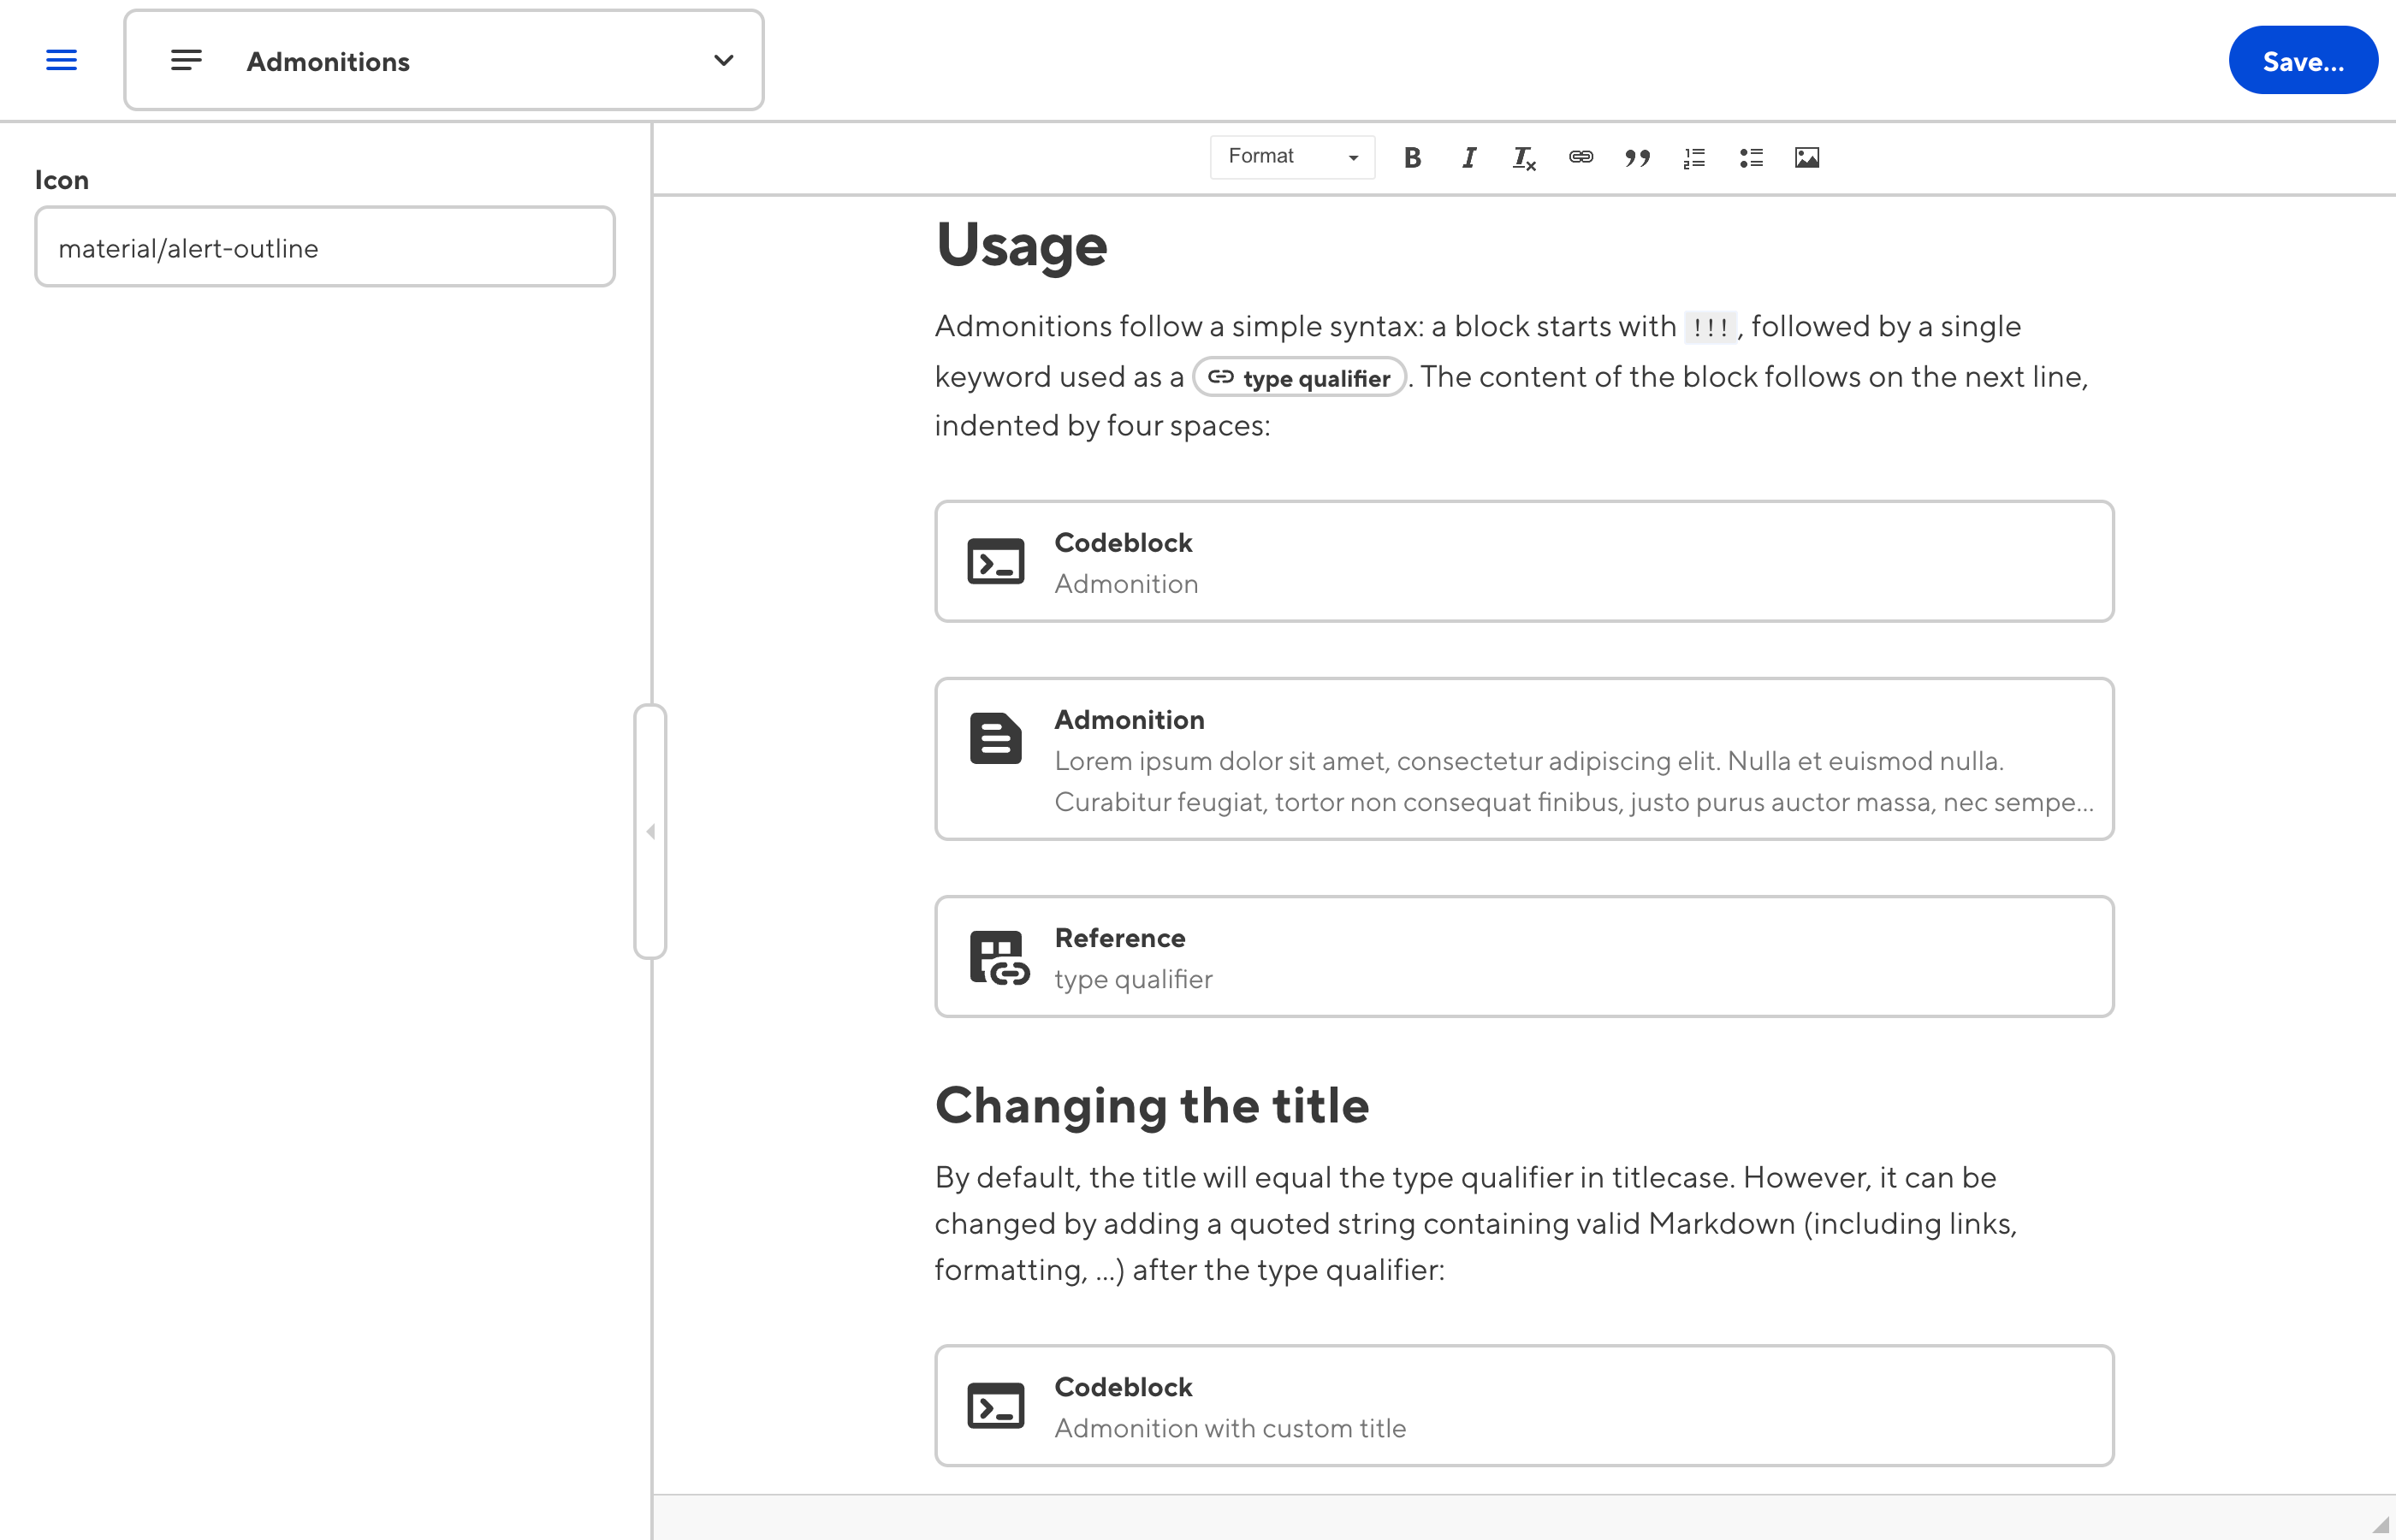 Admonitions
Save...
Icon
material/alert-outline
Format
Usage
Admonitions follow a simple syntax: a block starts with !!!, followed by a single
keyword used as a type qualifier. The content of the block follows on the next line,
indented by four spaces:
Codeblock
Admonition
Admonition
Lorem ipsum dolor sit amet, consectetur adipiscing elit. Nulla et euismod nulla.
Curabitur feugiat, tortor non consequat finibus, justo purus auctor massa, nec sempe...
Reference
type qualifier
Changing the title
By default, the title will equal the type qualifier in titlecase. However, it can be
changed by adding a quoted string containing valid Markdown (including links,
formatting, ...) after the type qualifier:
Codeblock
Admonition with custom title